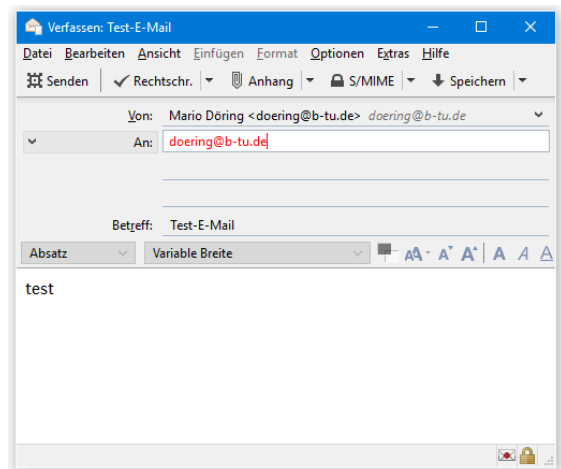 Verfassen: Test-E-Mail
Datei Bearbeiten Ansicht Einfügen Format Optionen Extras Hilfe
Senden Rechtschr. Anhang S/MIME Speichern
Von: Mario Döring <doering@b-tu.de> doering@b-tu.de
An: doering@b-tu.de
Betreff: Test-E-Mail
Absatz Variable Breite A A A A A A A
test